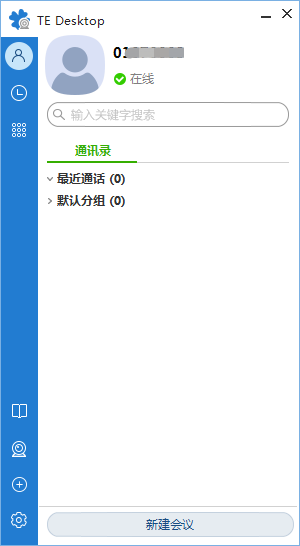 TE Desktop
在线
输入关键字搜索
通讯录
最近通话 (0)
默认分组 (0)
新建会议